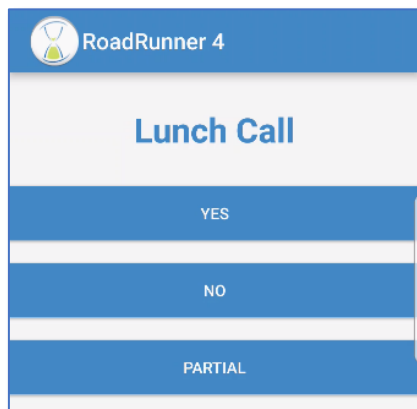 RoadRunner 4
Lunch Call
YES
NO
PARTIAL